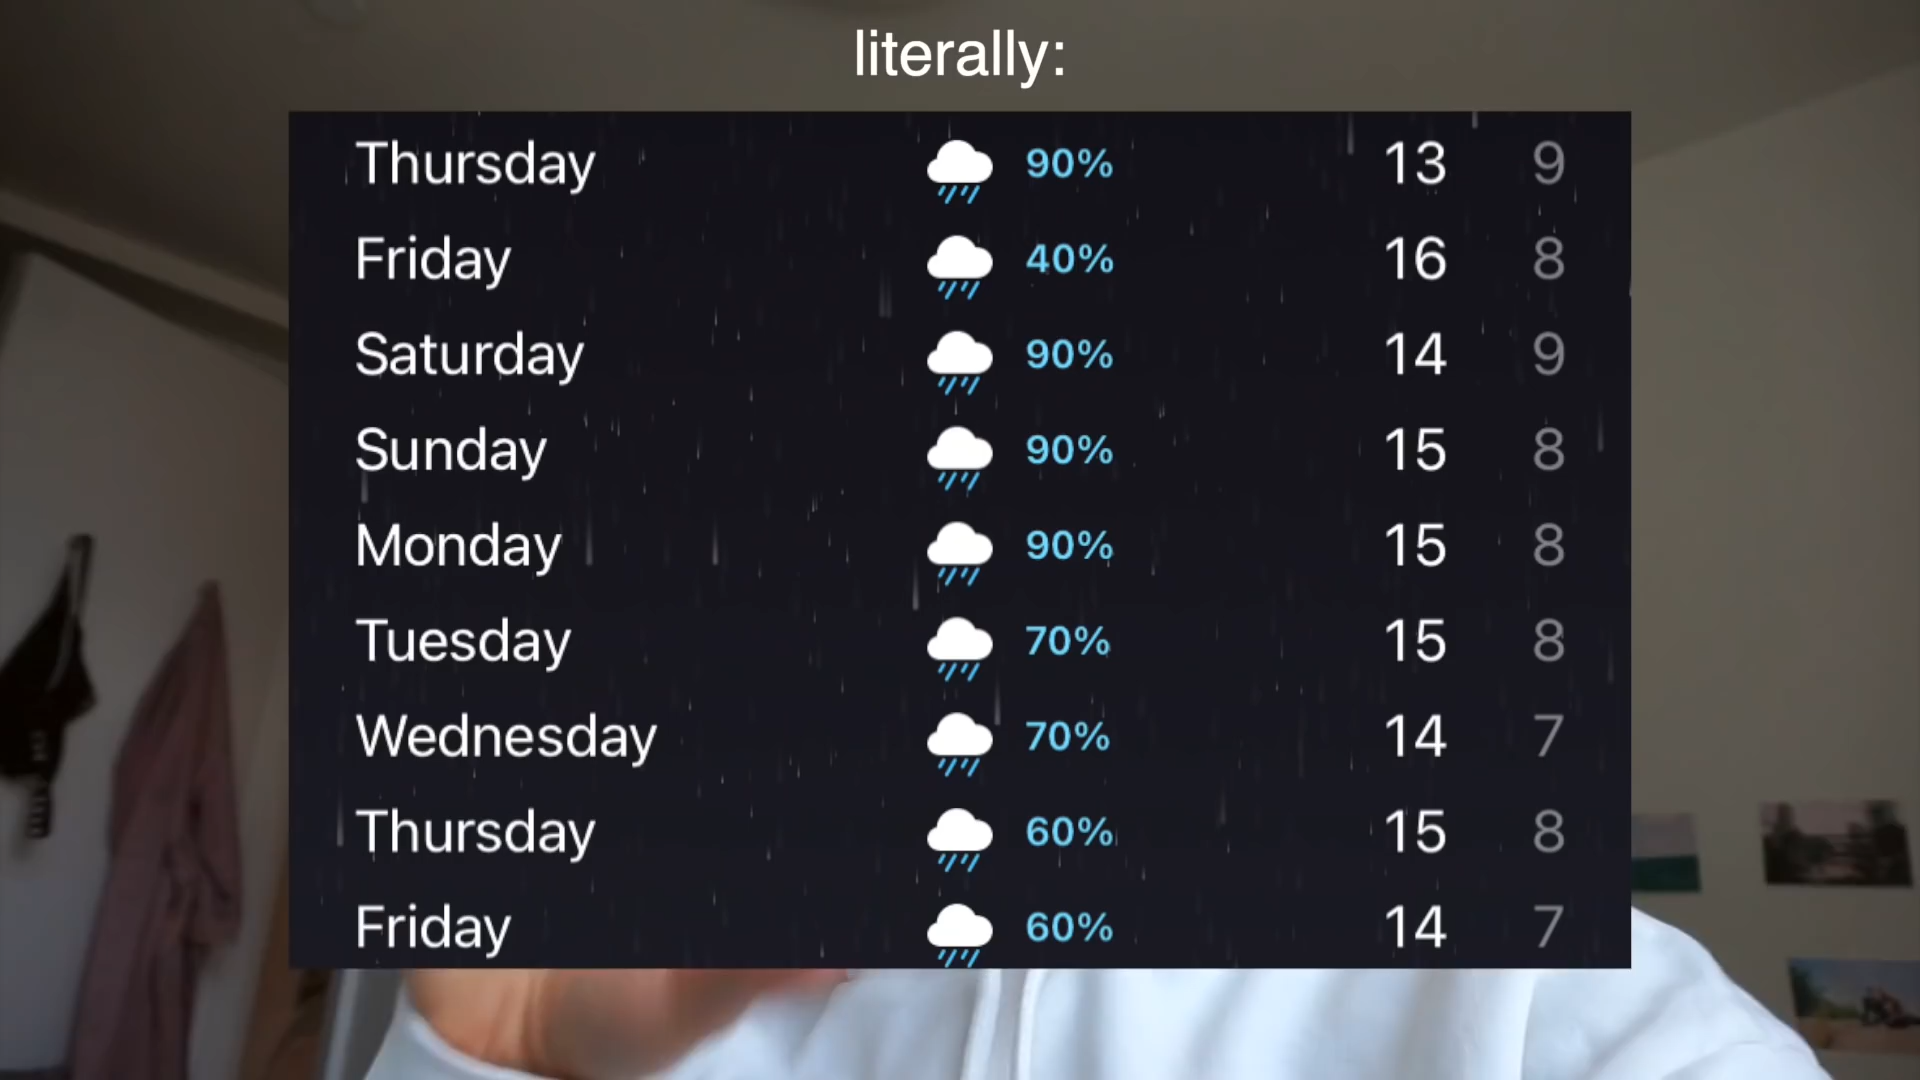 literally:
Thursday 90% 13 9
Friday 40% 16 8
Saturday 90% 14 9
Sunday 90% 15 8
Monday 90% 15 8
Tuesday 70% 15 8
Wednesday 70% 14 7
Thursday 60% 15 8
Friday 60% 14 7